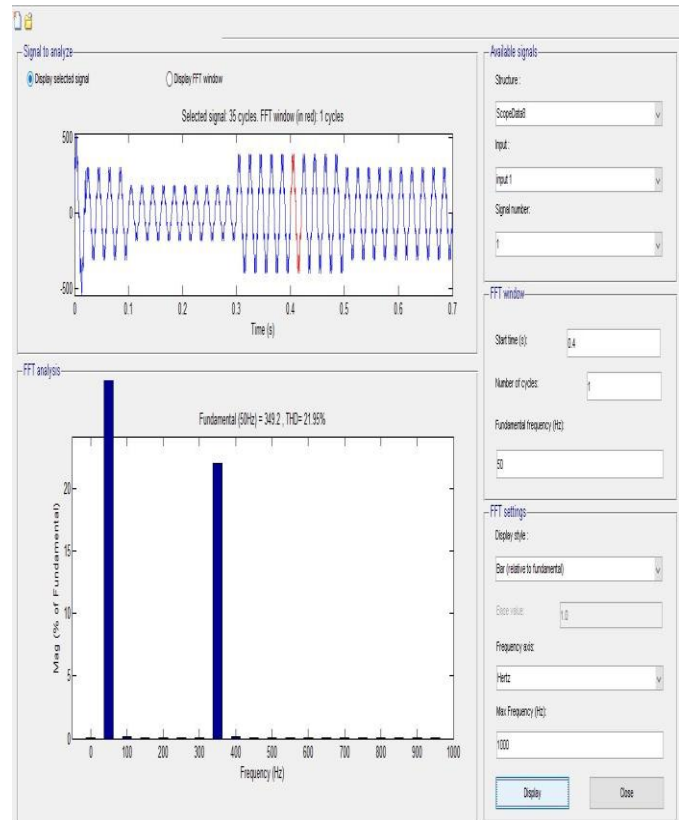 Signal to analyze
Display selected signal
Display FFT window
Selected signal: 35 cycles. FFT window (in red): 1 cycles
500
0
-500
0 0.1 0.2 0.3 0.4 0.5 0.6 0.7
Time (s)
FFT analysis
Fundamental (50Hz) = 349.2 , THD= 21.95%
Mag (% of Fundamental)
20
15
10
5
0
0 100 200 300 400 500 600 700 800 900 1000
Frequency (Hz)
Available signals
Structure :
ScopeData8
Input :
input 1
Signal number:
1
FFT window
Start time (s): 0.4
Number of cycles: 1
Fundamental frequency (Hz):
50
FFT settings
Display style :
Bar (relative to fundamental)
Base value: 1.0
Frequency axis:
Hertz
Max Frequency (Hz):
1000
Display
Close